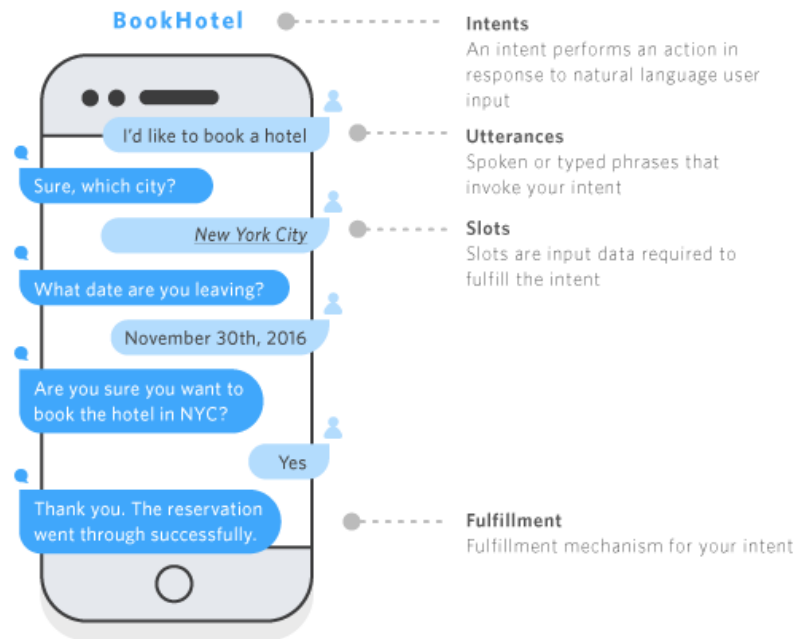 BookHotel
Intents
An intent performs an action in
response to natural language user
input
I'd like to book a hotel
Utterances
Spoken or typed phrases that
invoke your intent
Sure, which city?
New York City
Slots
Slots are input data required to
fulfill the intent
What date are you leaving?
November 30th, 2016
Are you sure you want to
book the hotel in NYC?
Yes
Thank you. The reservation
went through successfully.
Fulfillment
Fulfillment mechanism for your intent